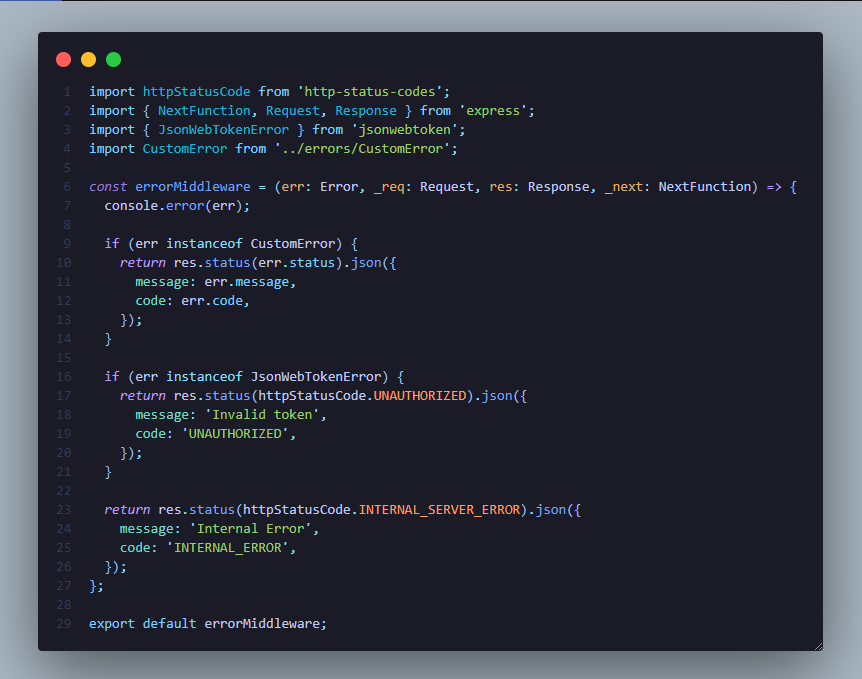 1 import httpStatusCode from 'http-status-codes';
2 import { NextFunction, Request, Response } from 'express';
3 import { JsonWebTokenError } from 'jsonwebtoken';
4 import CustomError from '../errors/CustomError';
5
6 const errorMiddleware = (err: Error, _req: Request, res: Response, _next: NextFunction) => {
7   console.error(err);
8
9   if (err instanceof CustomError) {
10     return res.status(err.status).json({
11       message: err.message,
12       code: err.code,
13     });
14   }
15
16   if (err instanceof JsonWebTokenError) {
17     return res.status(httpStatusCode.UNAUTHORIZED).json({
18       message: 'Invalid token',
19       code: 'UNAUTHORIZED',
20     });
21   }
22
23   return res.status(httpStatusCode.INTERNAL_SERVER_ERROR).json({
24     message: 'Internal Error',
25     code: 'INTERNAL_ERROR',
26   });
27 };
28
29 export default errorMiddleware;